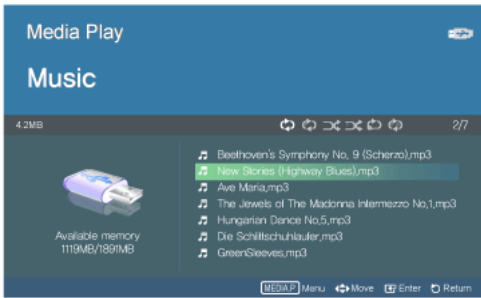 Media Play
Music
4.2MB 2/7
Beethoven's Symphony No, 9 (Scherzo),mp3
New Stories (Highway Blues),mp3
Ave Maria,mp3
The Jewels of The Madonna Intermezzo No,1,mp3
Hungarian Dance No,5,mp3
Die Schlittschuhlaufer,mp3
GreenSleeves,mp3
Available memory
1119MB/1891MB
MEDIA.P Menu Move Enter Return